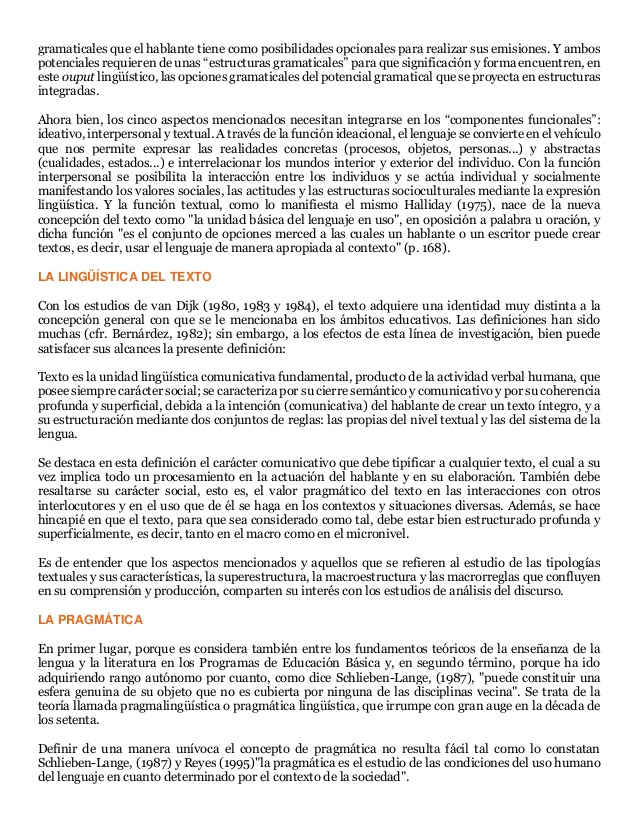 gramaticales que el hablante tiene como posibilidades opcionales para realizar sus emisiones. Y ambos
potenciales requieren de unas “estructuras gramaticales” para que significación y forma encuentren, en
este ouput lingüístico, las opciones gramaticales del potencial gramatical que se proyecta en estructuras
integradas.
Ahora bien, los cinco aspectos mencionados necesitan integrarse en los “componentes funcionales”:
ideativo, interpersonal y textual. A través de la función ideacional, el lenguaje se convierte en el vehículo
que nos permite expresar las realidades concretas (procesos, objetos, personas...) y abstractas
(cualidades, estados...) e interrelacionar los mundos interior y exterior del individuo. Con la función
interpersonal se posibilita la interacción entre los individuos y se actúa individual y socialmente
manifestando los valores sociales, las actitudes y las estructuras socioculturales mediante la expresión
lingüística. Y la función textual, como lo manifiesta el mismo Halliday (1975), nace de la nueva
concepción del texto como "la unidad básica del lenguaje en uso", en oposición a palabra u oración, y
dicha función "es el conjunto de opciones merced a las cuales un hablante o un escritor puede crear
textos, es decir, usar el lenguaje de manera apropiada al contexto" (p. 168).
LA LINGÜÍSTICA DEL TEXTO
Con los estudios de van Dijk (1980, 1983 y 1984), el texto adquiere una identidad muy distinta a la
concepción general con que se le mencionaba en los ámbitos educativos. Las definiciones han sido
muchas (cfr. Bernárdez, 1982); sin embargo, a los efectos de esta línea de investigación, bien puede
satisfacer sus alcances la presente definición:
Texto es la unidad lingüística comunicativa fundamental, producto de la actividad verbal humana, que
posee siempre carácter social; se caracteriza por su cierre semántico y comunicativo y por su coherencia
profunda y superficial, debida a la intención (comunicativa) del hablante de crear un texto íntegro, y a
su estructuración mediante dos conjuntos de reglas: las propias del nivel textual y las del sistema de la
lengua.
Se destaca en esta definición el carácter comunicativo que debe tipificar a cualquier texto, el cual a su
vez implica todo un procesamiento en la actuación del hablante y en su elaboración. También debe
resaltarse su carácter social, esto es, el valor pragmático del texto en las interacciones con otros
interlocutores y en el uso que de él se haga en los contextos y situaciones diversas. Además, se hace
hincapié en que el texto, para que sea considerado como tal, debe estar bien estructurado profunda y
superficialmente, es decir, tanto en el macro como en el micronivel.
Es de entender que los aspectos mencionados y aquellos que se refieren al estudio de las tipologías
textuales y sus características, la superestructura, la macroestructura y las macrorreglas que confluyen
en su comprensión y producción, comparten su interés con los estudios de análisis del discurso.
LA PRAGMÁTICA
En primer lugar, porque es considera también entre los fundamentos teóricos de la enseñanza de la
lengua y la literatura en los Programas de Educación Básica y, en segundo término, porque ha ido
adquiriendo rango autónomo por cuanto, como dice Schlieben-Lange, (1987), "puede constituir una
esfera genuina de su objeto que no es cubierta por ninguna de las disciplinas vecina". Se trata de la
teoría llamada pragmalingüística o pragmática lingüística, que irrumpe con gran auge en la década de
los setenta.
Definir de una manera unívoca el concepto de pragmática no resulta fácil tal como lo constatan
Schlieben-Lange, (1987) y Reyes (1995)"la pragmática es el estudio de las condiciones del uso humano
del lenguaje en cuanto determinado por el contexto de la sociedad".